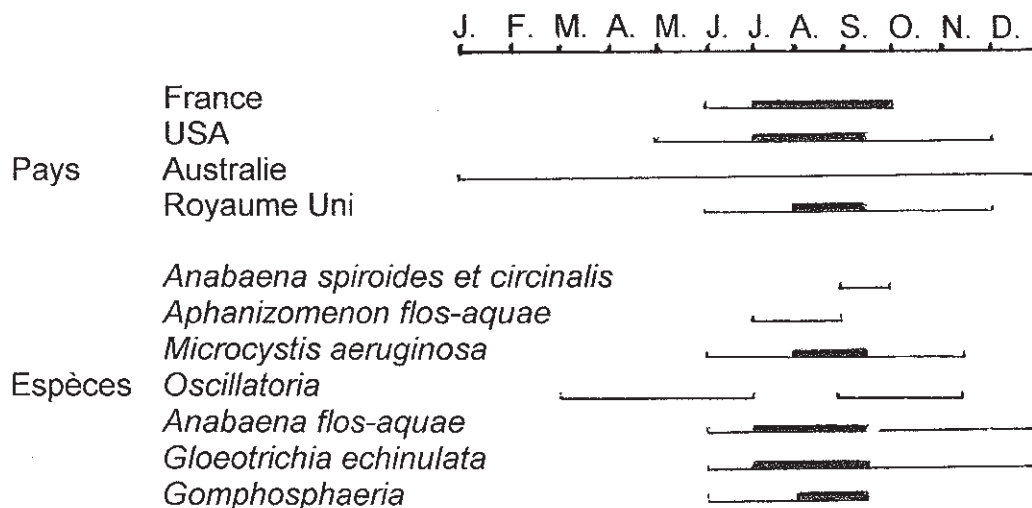 J. F. M. A. M. J. J. A. S. O. N. D.
France
USA
Pays Australie
Royaume Uni
Anabaena spiroides et circinalis
Aphanizomenon flos-aquae
Microcystis aeruginosa
Espèces Oscillatoria
Anabaena flos-aquae
Gloeotrichia echinulata
Gomphosphaeria